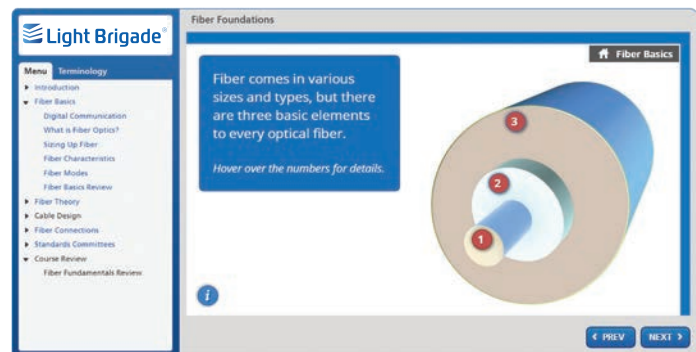 Light Brigade®
Menu Terminology
Introduction
Fiber Basics
Digital Communication
What is Fiber Optics?
Sizing Up Fiber
Fiber Characteristics
Fiber Modes
Fiber Basics Review
Fiber Theory
Cable Design
Fiber Connections
Standards Committees
Course Review
Fiber Fundamentals Review
Fiber Foundations
Fiber Basics
Fiber comes in various
sizes and types, but there
are three basic elements
to every optical fiber.
Hover over the numbers for details.
3
2
1
i
PREV NEXT